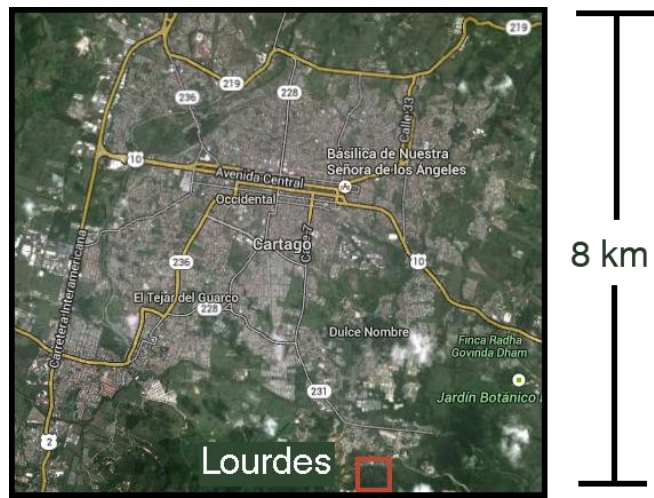 219
236
228
219
Calle 33
10
Básilica de Nuestra
Señora de los Ángeles
Avenida Central
Occidental
Cartago
Calle 7
236
10
8 km
Carretera Interamericana
El Tejar del Guarco
228
Dulce Nombre
Finca Radha
Govinda Dham
231
Jardín Botánico
2
Lourdes